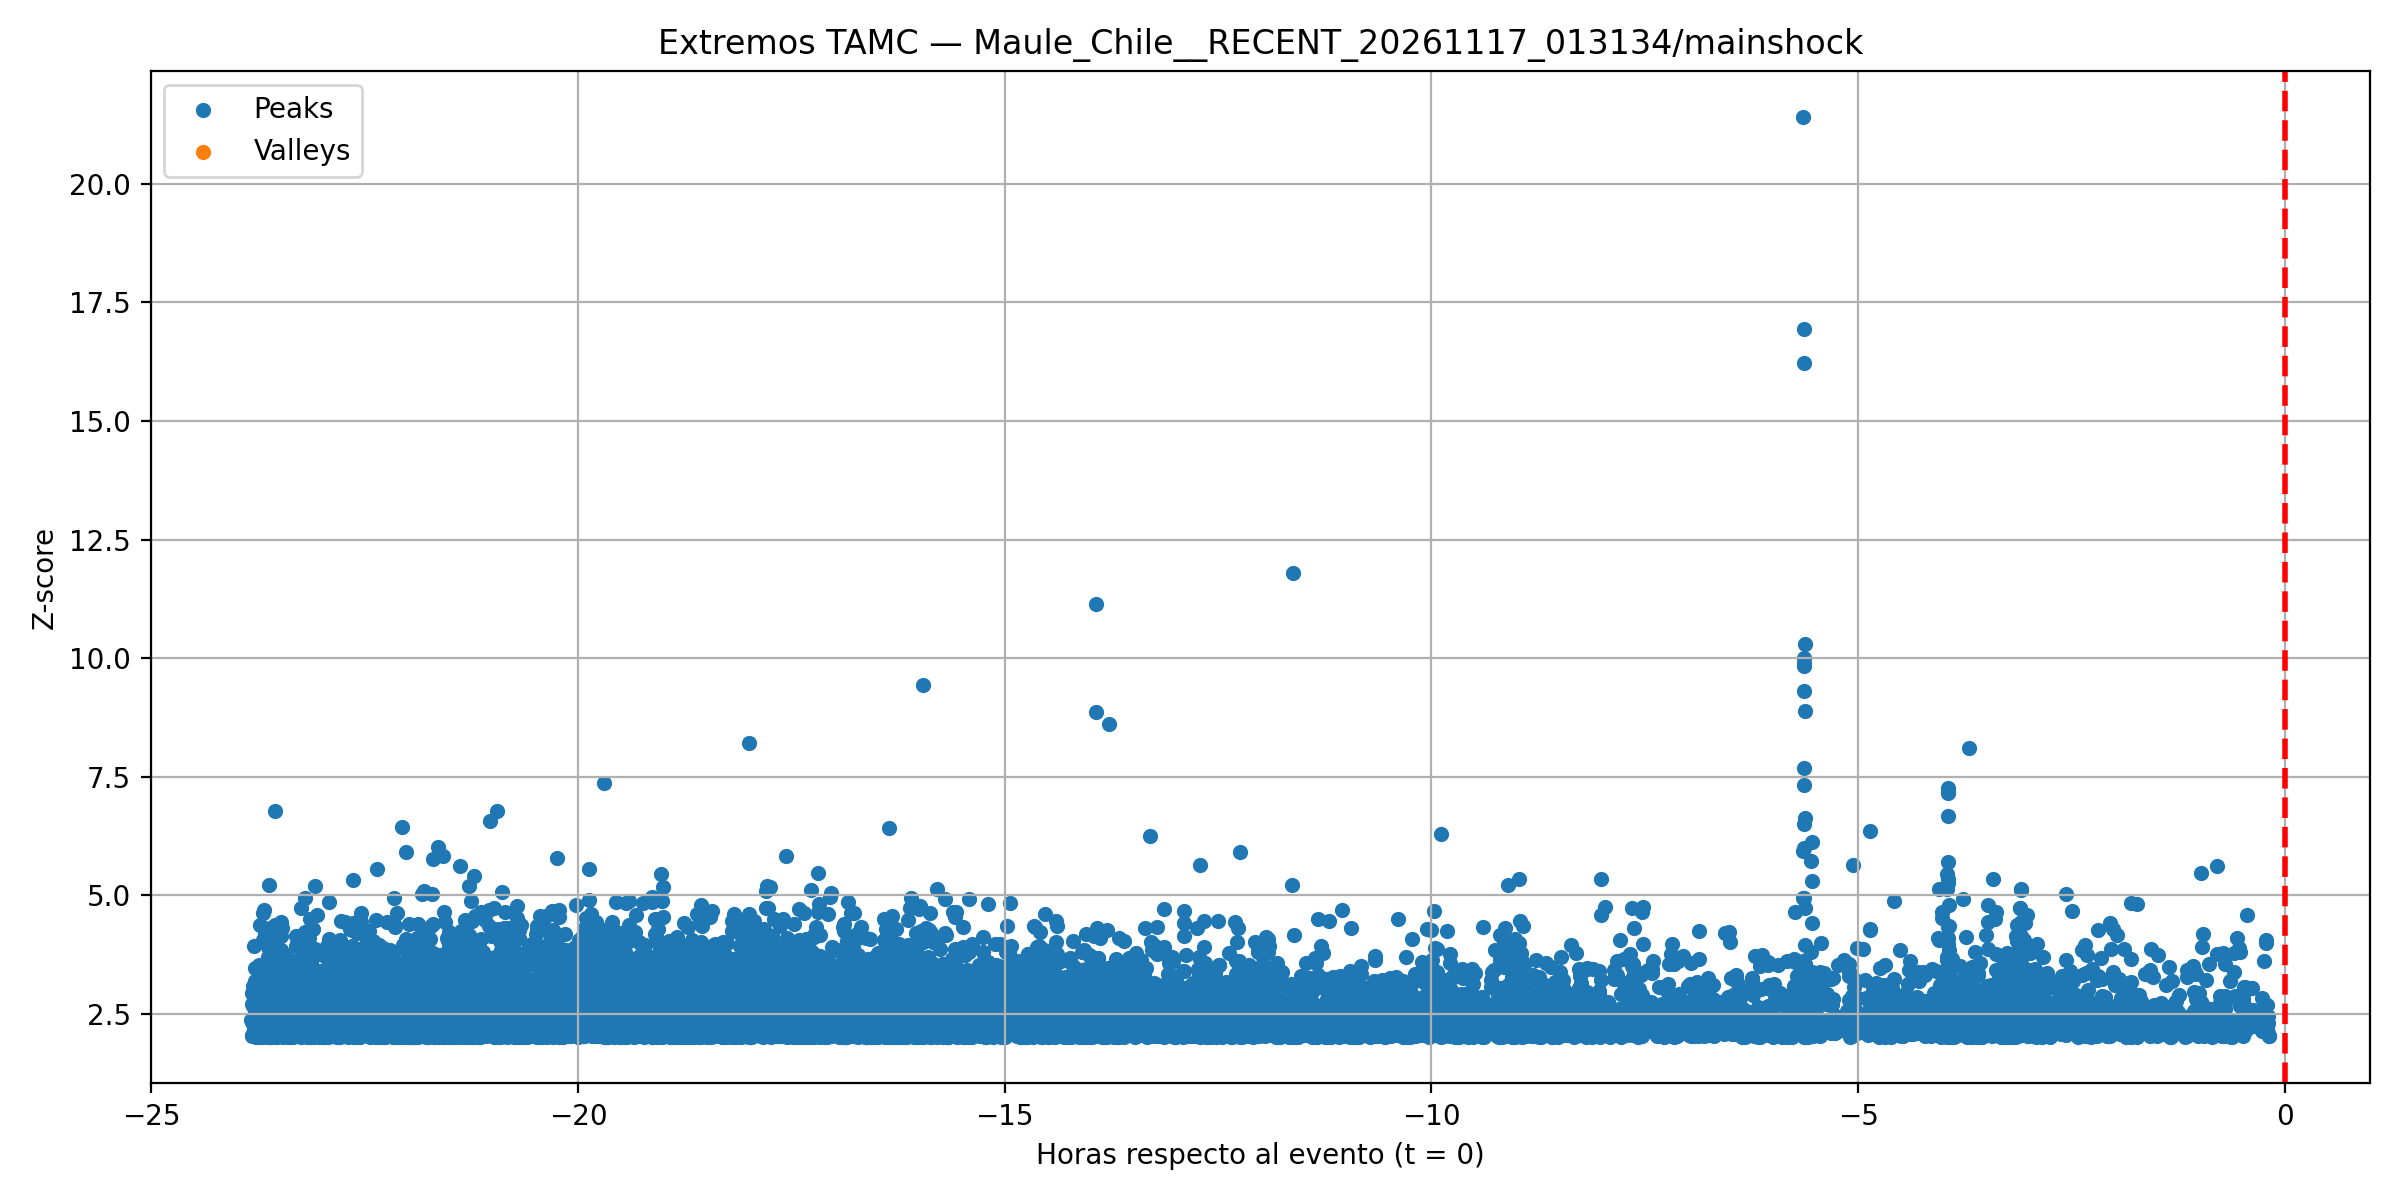 Extremos TAMC — Maule_Chile__RECENT_20261117_013134/mainshock
Peaks
Valleys
Z-score
20.0
17.5
15.0
12.5
10.0
7.5
5.0
2.5
−25
−20
−15
−10
−5
0
Horas respecto al evento (t = 0)